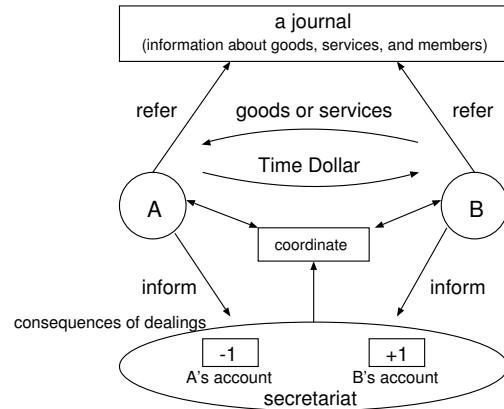 a journal
(information about goods, services, and members)
refer
goods or services
refer
Time Dollar
A
B
coordinate
inform
inform
consequences of dealings
-1
+1
A's account
B's account
secretariat